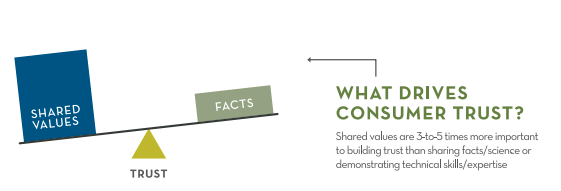 SHARED
VALUES
FACTS
TRUST
WHAT DRIVES
CONSUMER TRUST?
Shared values are 3-to-5 times more important
to building trust than sharing facts/science or
demonstrating technical skills/expertise